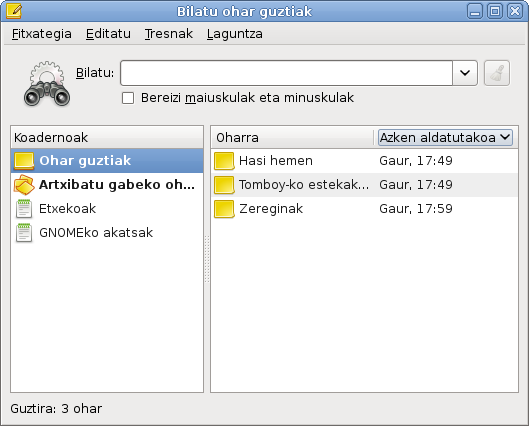 Bilatu ohar guztiak
Fitxategia Editatu Tresnak Laguntza
Bilatu:
Bereizi maiuskulak eta minuskulak
Koadernoak
Ohar guztiak
Artxibatu gabeko oh...
Etxekoak
GNOMEko akatsak
Oharra Azken aldatutakoa
Hasi hemen Gaur, 17:49
Tomboy-ko estekak... Gaur, 17:49
Zereginak Gaur, 17:59
Guztira: 3 ohar